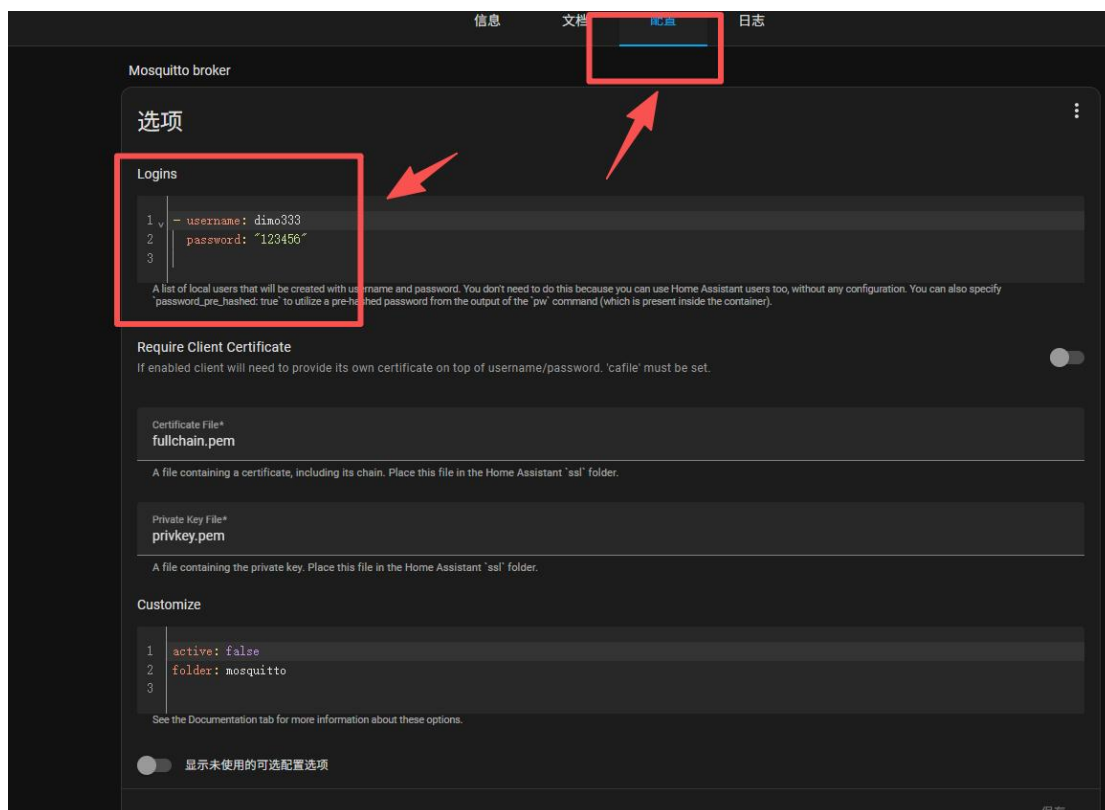 信息 文档 配置 日志
Mosquitto broker
选项
Logins
1 - username: dimo333
2 password: "123456"
3
A list of local users that will be created with username and password. You don't need to do this because you can use Home Assistant users too, without any configuration. You can also specify
`password_pre_hashed: true` to utilize a pre-hashed password from the output of the `pw` command (which is present inside the container).
Require Client Certificate
If enabled client will need to provide its own certificate on top of username/password. 'cafile' must be set.
Certificate File*
fullchain.pem
A file containing a certificate, including its chain. Place this file in the Home Assistant `ssl` folder.
Private Key File*
privkey.pem
A file containing the private key. Place this file in the Home Assistant `ssl` folder.
Customize
1 active: false
2 folder: mosquitto
3
See the Documentation tab for more information about these options.
显示未使用的可选配置选项
保存